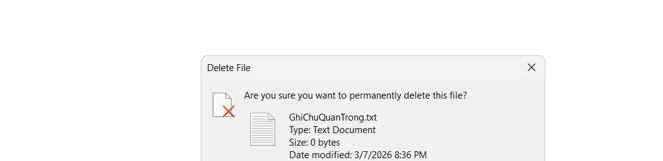 Delete File
Are you sure you want to permanently delete this file?
GhiChuQuanTrong.txt
Type: Text Document
Size: 0 bytes
Date modified: 3/7/2026 8:36 PM